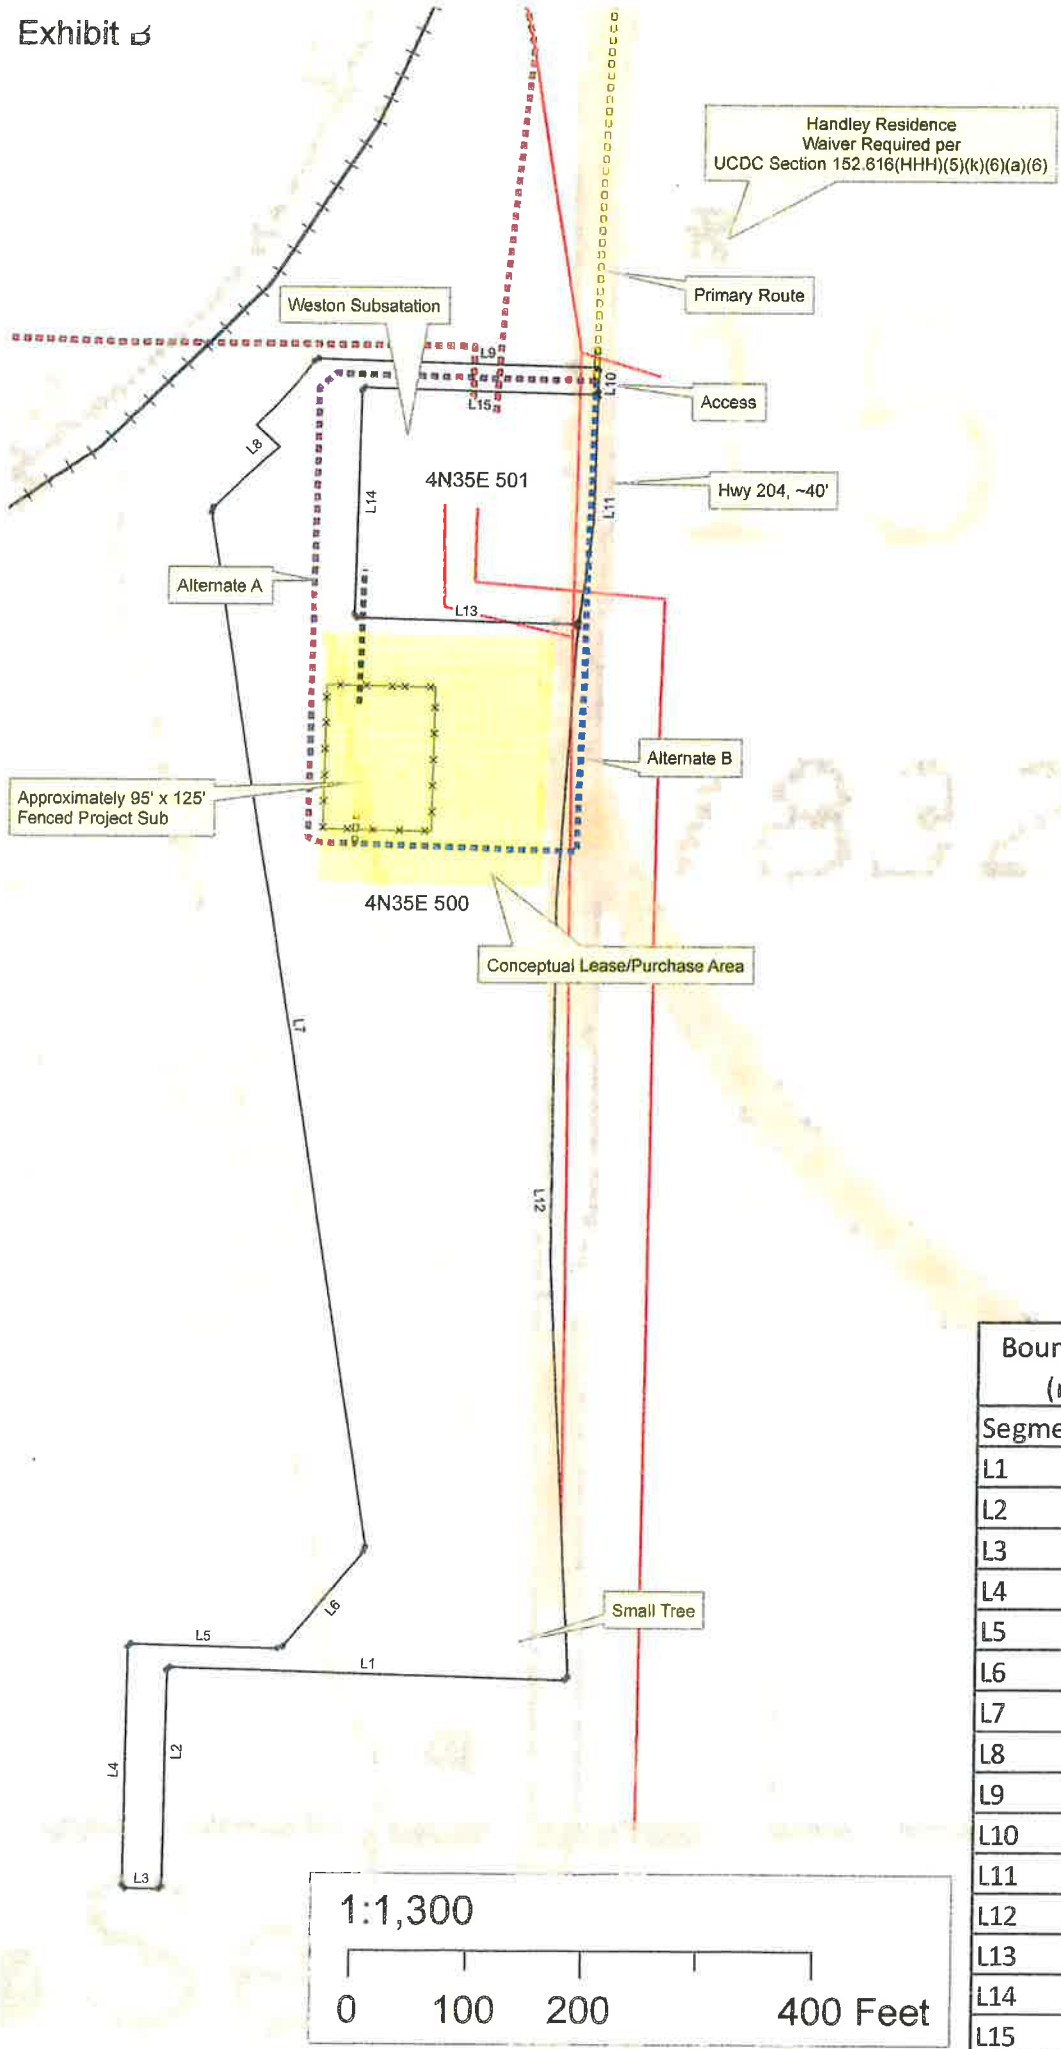 Exhibit B
Handley Residence
Waiver Required per
UCDC Section 152.616(HHH)(5)(k)(6)(a)(6)
Primary Route
Weston Subsatation
L9
L10
Access
L15
L8
4N35E 501
Hwy 204, ~40'
L14
L11
Alternate A
L13
Alternate B
Approximately 95' x 125'
Fenced Project Sub
4N35E 500
Conceptual Lease/Purchase Area
L7
L12
L6
Small Tree
L5
L1
L4
L2
L3
1:1,300
0 100 200 400 Feet
Segme
L1
L2
L3
L4
L5
L6
L7
L8
L9
L10
L11
L12
L13
L14
L15